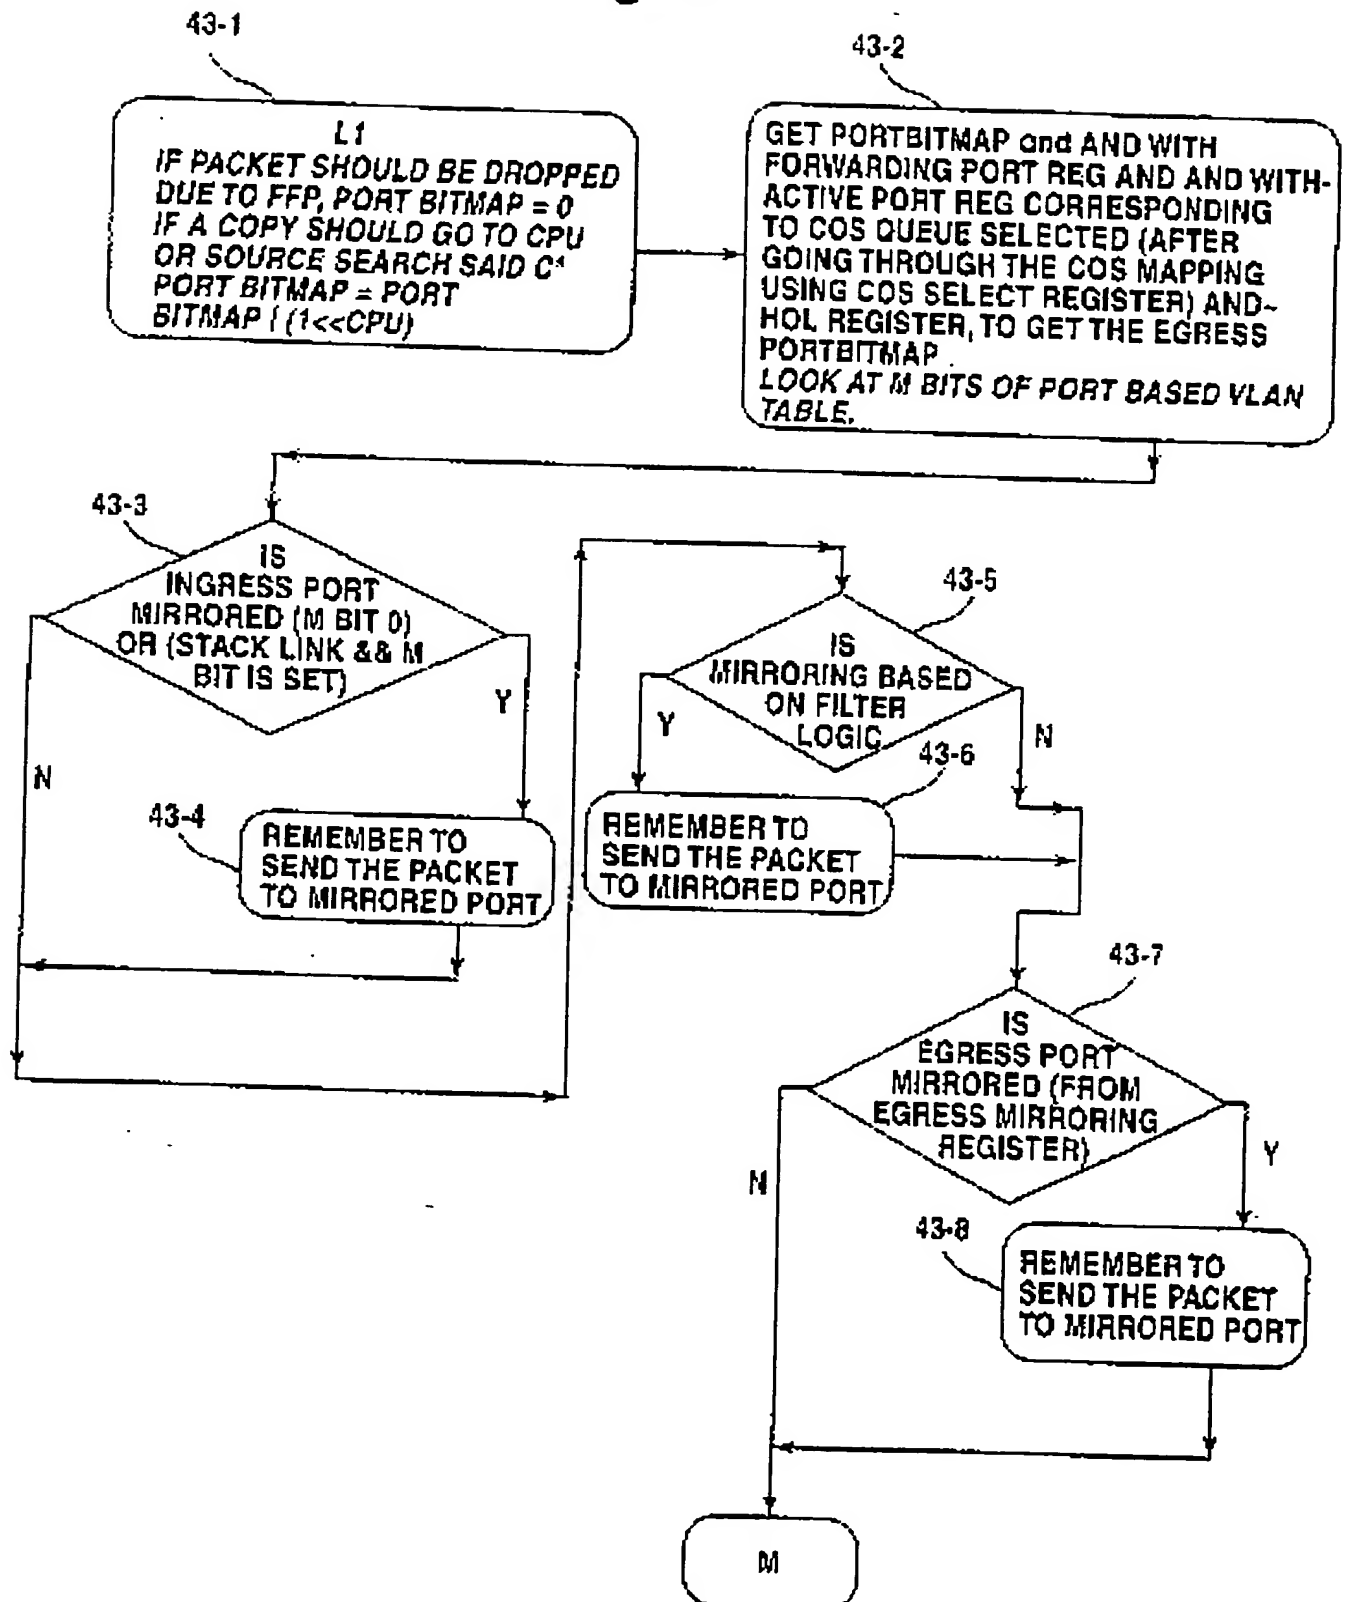 43-1
L1
IF PACKET SHOULD BE DROPPED
DUE TO FFP, PORT BITMAP = 0
IF A COPY SHOULD GO TO CPU
OR SOURCE SEARCH SAID
PORT BITMAP = PORT
BITMAP | (1<<CPU)
43-2
GET PORTBITMAP and AND WITH
FORWARDING PORT REG AND AND WITH-
ACTIVE PORT REG CORRESPONDING
TO COS QUEUE SELECTED (AFTER
GOING THROUGH THE COS MAPPING
USING COS SELECT REGISTER) AND~
HOL REGISTER, TO GET THE EGRESS
PORTBITMAP.
LOOK AT M BITS OF PORT BASED VLAN
TABLE.
43-3
IS
INGRESS PORT
MIRRORED (M BIT 0)
OR (STACK LINK && M
BIT IS SET)
Y
N
43-4
REMEMBER TO
SEND THE PACKET
TO MIRRORED PORT
43-5
IS
MIRRORING BASED
ON FILTER
LOGIC
Y
N
43-6
REMEMBER TO
SEND THE PACKET
TO MIRRORED PORT
43-7
IS
EGRESS PORT
MIRRORED (FROM
EGRESS MIRRORING
REGISTER)
N
Y
43-8
REMEMBER TO
SEND THE PACKET
TO MIRRORED PORT
M